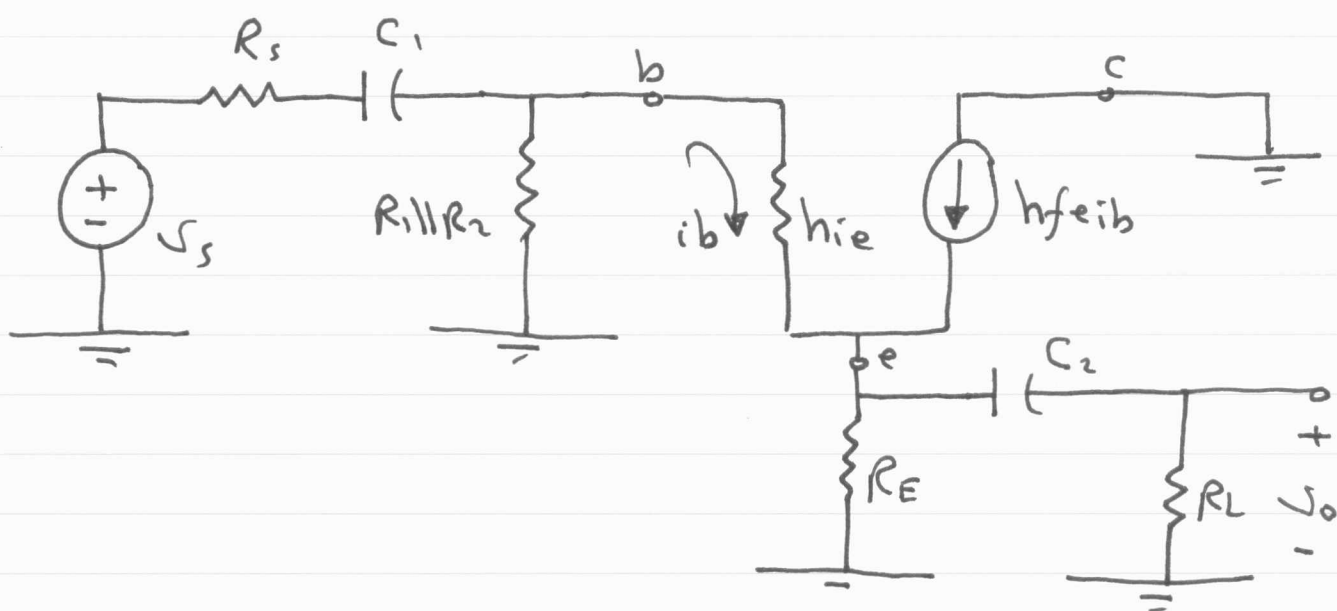 Rs
C1
b
c
+
-
Vs
R1||R2
ib
hie
hfeib
e
C2
RE
RL
+
Vo
-